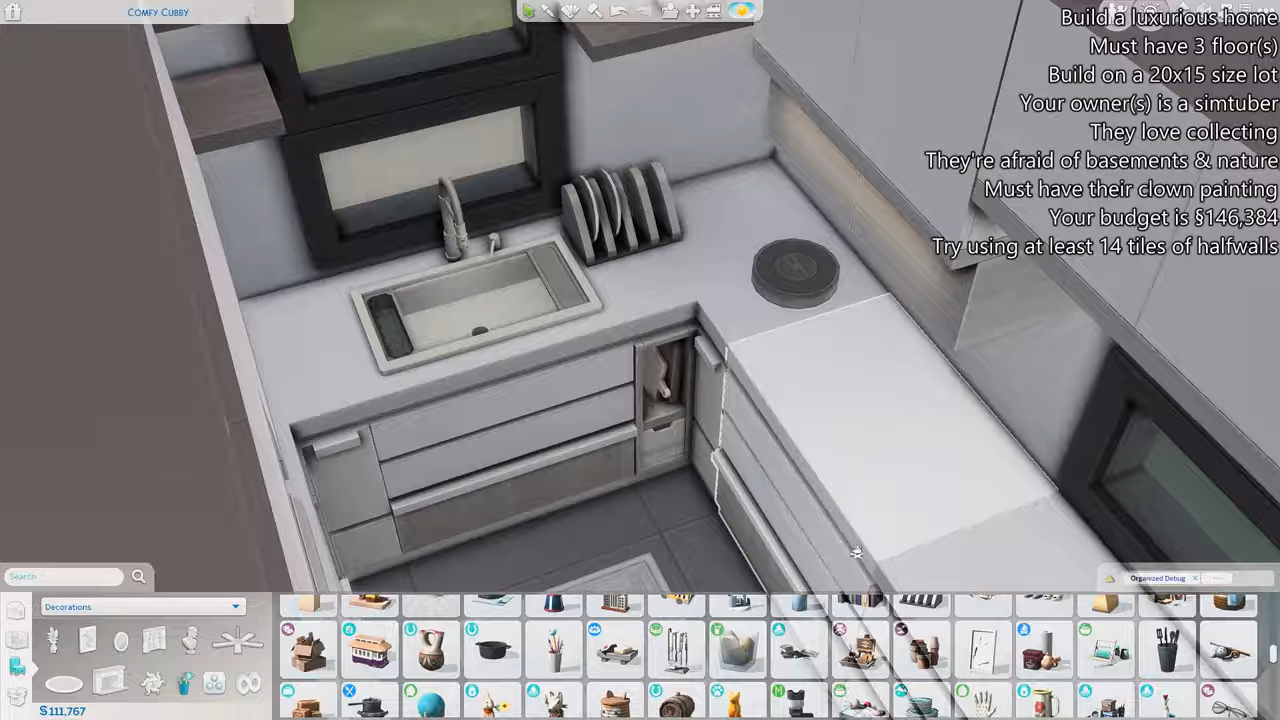 COMFY CUBBY
Build a luxurious home
Must have 3 floor(s)
Build on a 20x15 size lot
Your owner(s) is a simtuber
They love collecting
They're afraid of basements & nature
Must have their clown painting
Your budget is §146,384
Try using at least 14 tiles of halfwalls
Search
Organized Debug
Decorations
§111,767